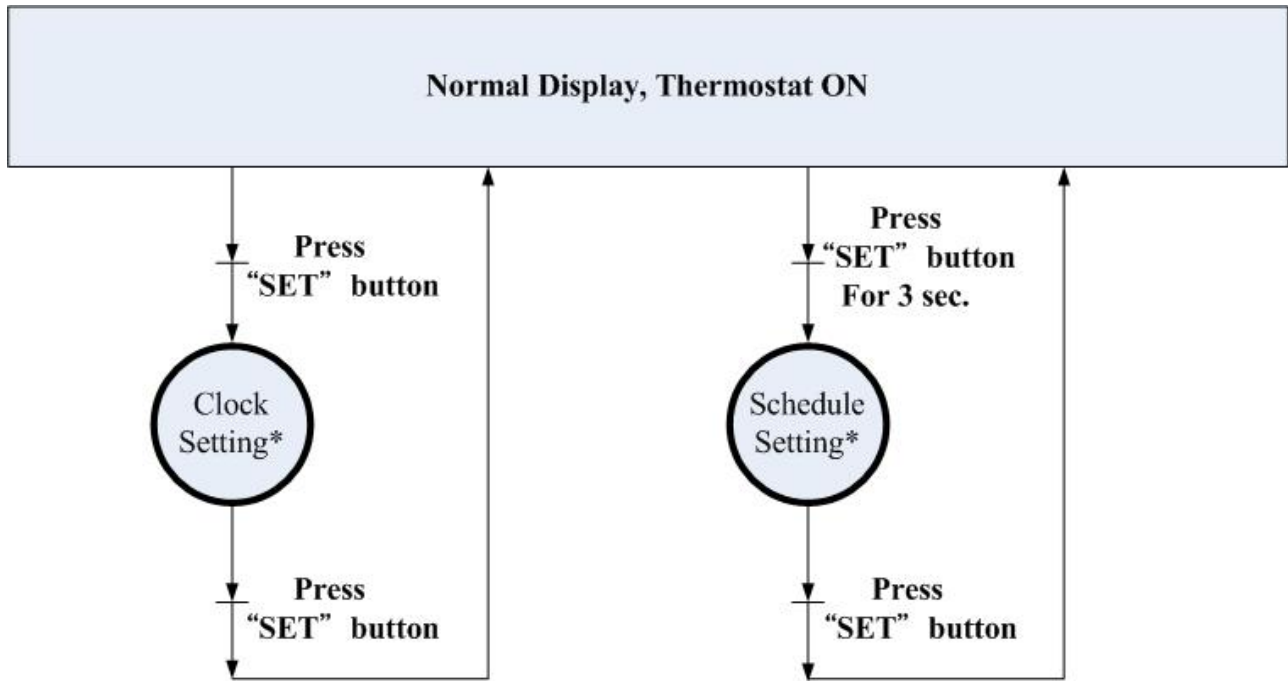 Normal Display, Thermostat ON
Press
“SET” button
Clock
Setting*
Press
“SET” button
Press
“SET” button
For 3 sec.
Schedule
Setting*
Press
“SET” button